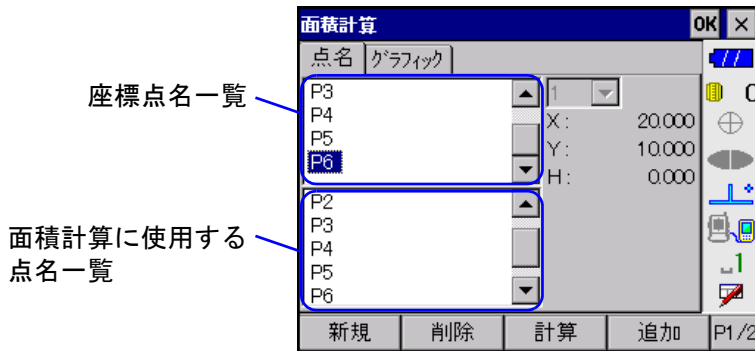 面積計算 OK ×
点名 グラフィック
座標点名一覧
P3
P4
P5
P6
1
X: 20.000
Y: 10.000
H: 0.000
面積計算に使用する
点名一覧
P2
P3
P4
P5
P6
1
新規 削除 計算 追加 P1/2